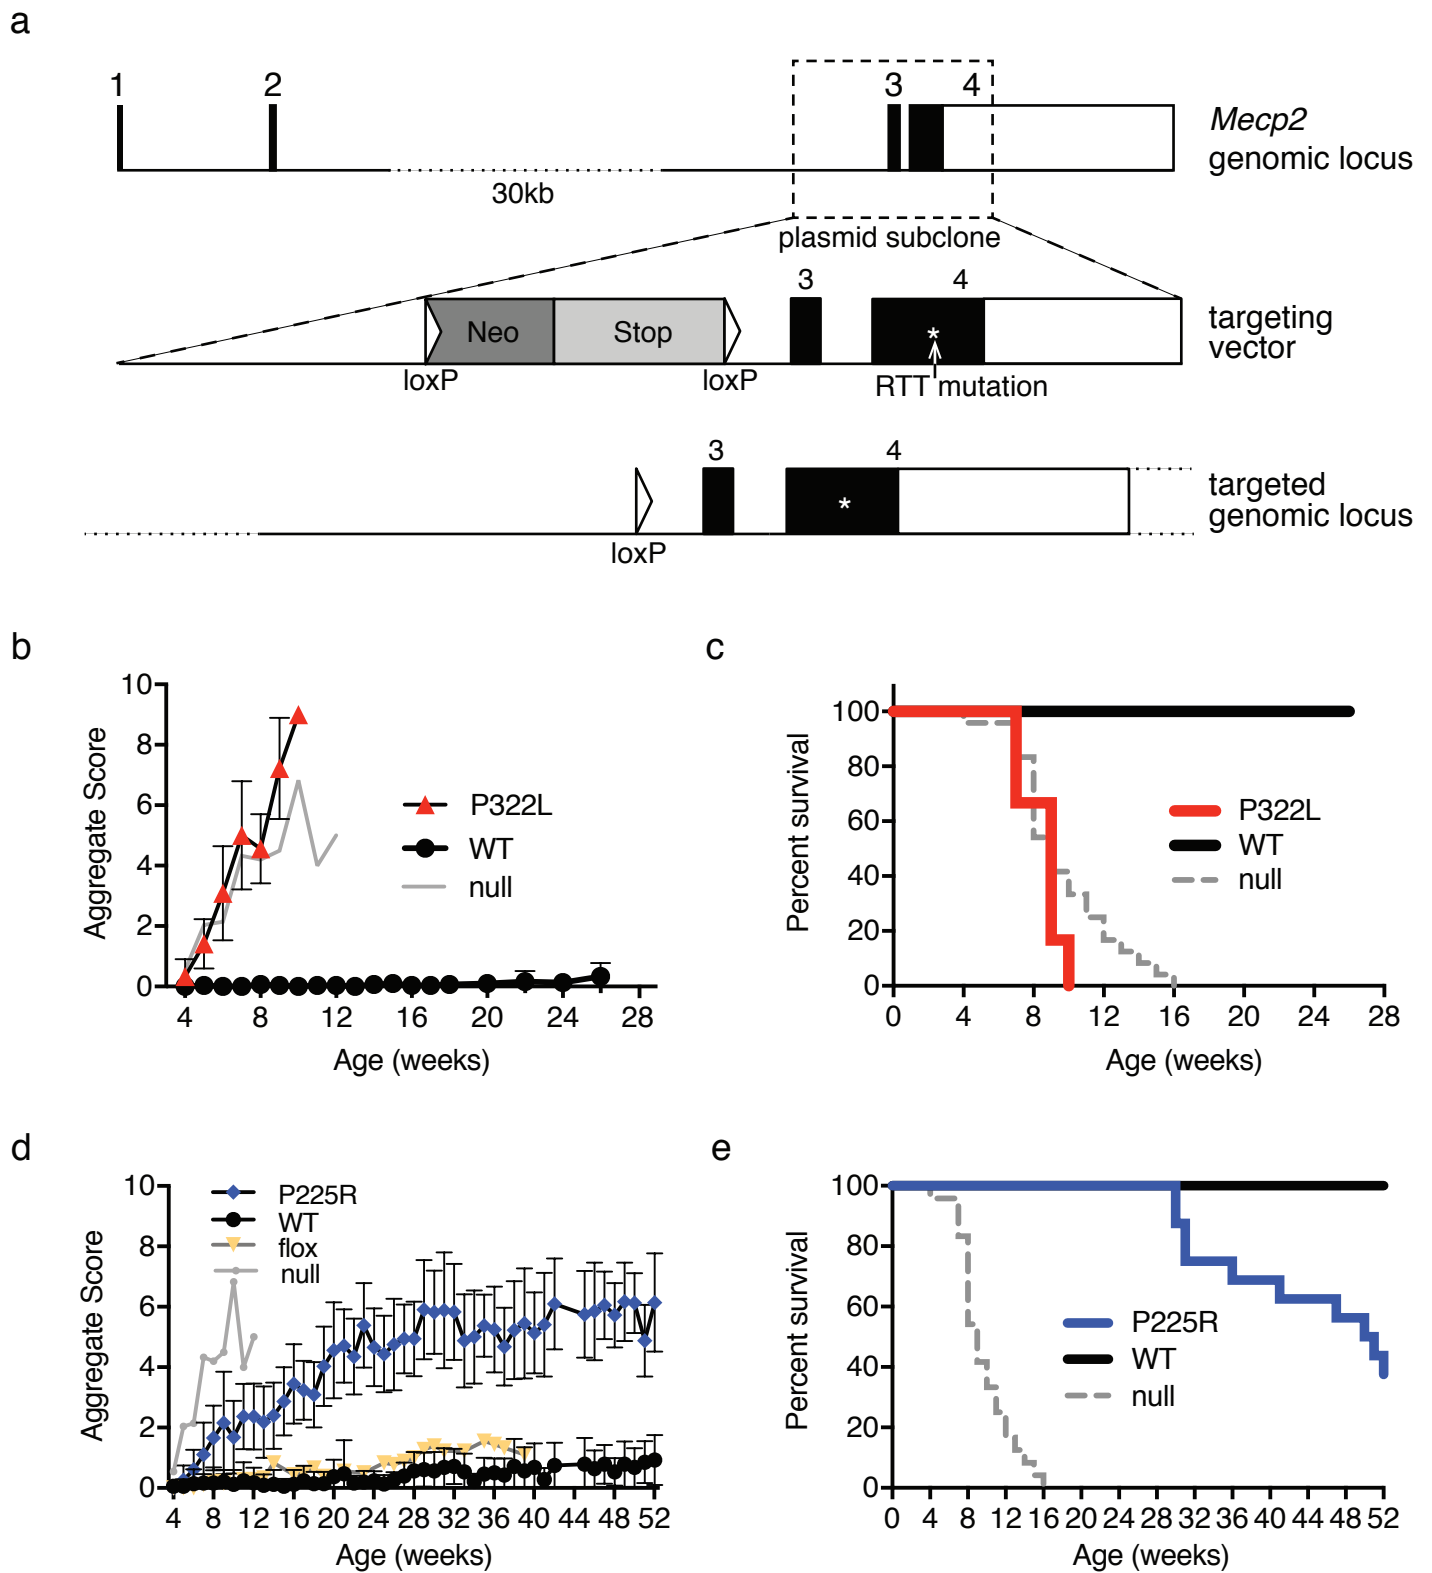 a
1
2
3
4
Mecp2
genomic locus
30kb
plasmid subclone
3
4
Neo
Stop
*
targeting
vector
loxP
loxP
RTT mutation
3
4
*
targeted
genomic locus
loxP
b
10
8
6
4
2
0
Aggregate Score
P322L
WT
null
4 8 12 16 20 24 28
Age (weeks)
c
100
80
60
40
20
0
Percent survival
P322L
WT
null
0 4 8 12 16 20 24 28
Age (weeks)
d
10
8
6
4
2
0
Aggregate Score
P225R
WT
flox
null
4 8 12 16 20 24 28 32 36 40 44 48 52
Age (weeks)
e
100
80
60
40
20
0
Percent survival
P225R
WT
null
0 4 8 12 16 20 24 28 32 36 40 44 48 52
Age (weeks)